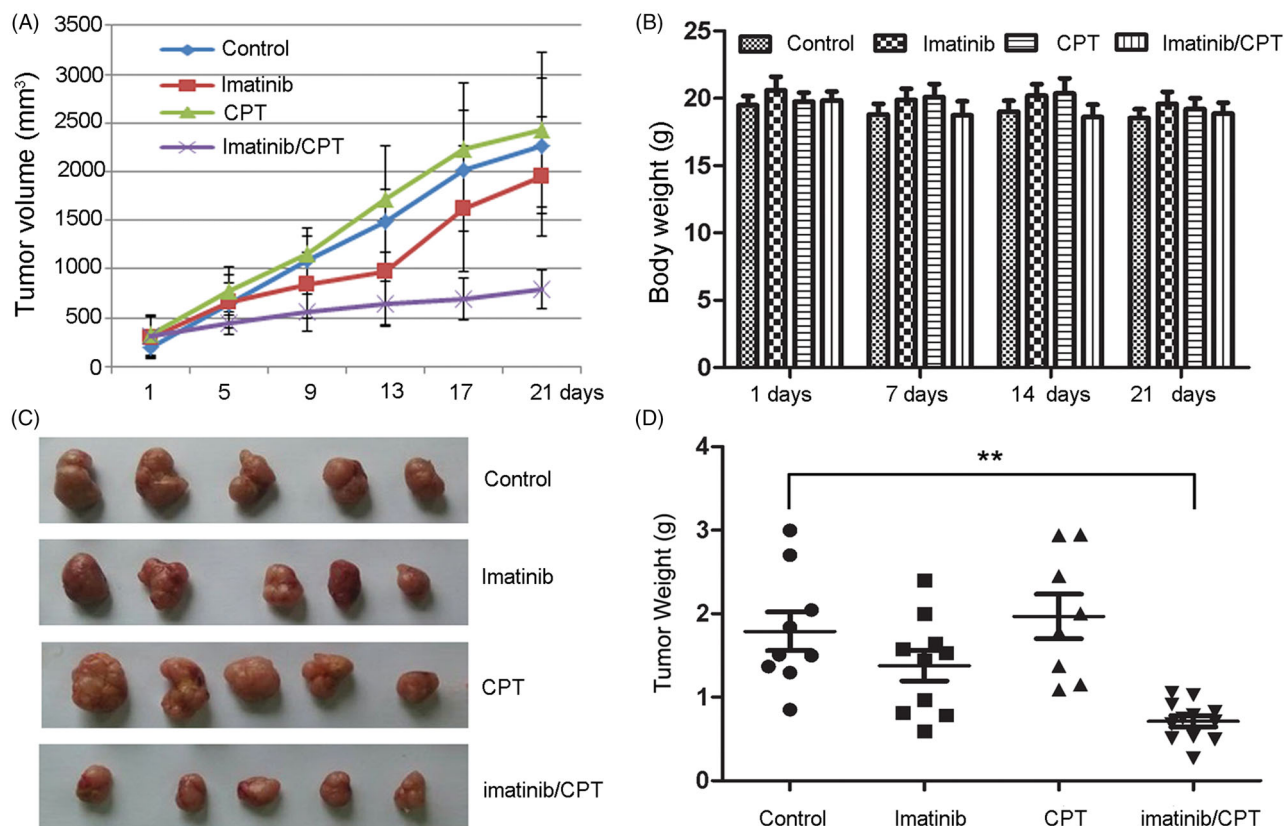 (A)
Tumor volume (mm³)
3500
3000
2500
2000
1500
1000
500
0
Control
Imatinib
CPT
Imatinib/CPT
1 5 9 13 17 21 days
(B)
Body weight (g)
25
20
15
10
5
0
Control Imatinib CPT Imatinib/CPT
1 days 7 days 14 days 21 days
(C)
Control
Imatinib
CPT
imatinib/CPT
(D)
Tumor Weight (g)
4
3
2
1
0
**
Control Imatinib CPT imatinib/CPT